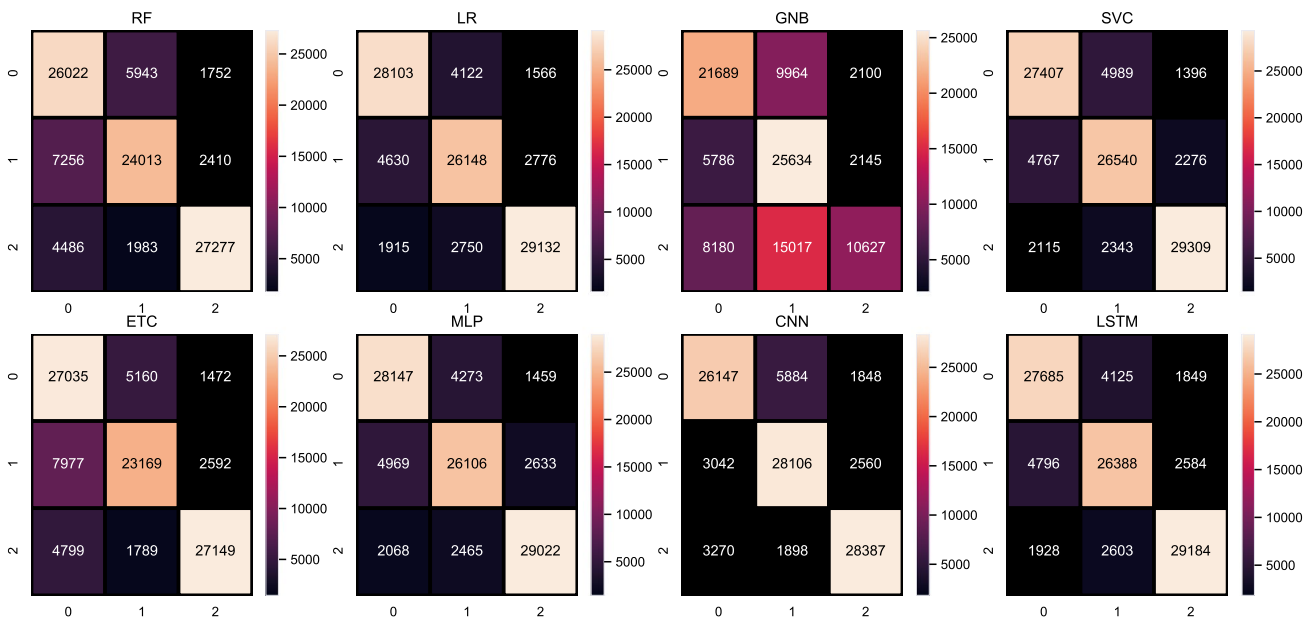 RF LR GNB SVC
0 26022 5943 1752 25000 0 28103 4122 1566 25000 0 21689 9964 2100 25000 0 27407 4989 1396 25000
20000 20000 20000 20000
1 7256 24013 2410 15000 1 4630 26148 2776 15000 1 5786 25634 2145 15000 1 4767 26540 2276 15000
10000 10000 10000 10000
2 4486 1983 27277 5000 2 1915 2750 29132 5000 2 8180 15017 10627 5000 2 2115 2343 29309 5000
0 1 2 0 1 2 0 1 2 0 1 2
ETC MLP CNN LSTM
0 27035 5160 1472 25000 0 28147 4273 1459 25000 0 26147 5884 1848 25000 0 27685 4125 1849 25000
20000 20000 20000 20000
1 7977 23169 2592 15000 1 4969 26106 2633 15000 1 3042 28106 2560 15000 1 4796 26388 2584 15000
10000 10000 10000 10000
2 4799 1789 27149 5000 2 2068 2465 29022 5000 2 3270 1898 28387 5000 2 1928 2603 29184 5000
0 1 2 0 1 2 0 1 2 0 1 2